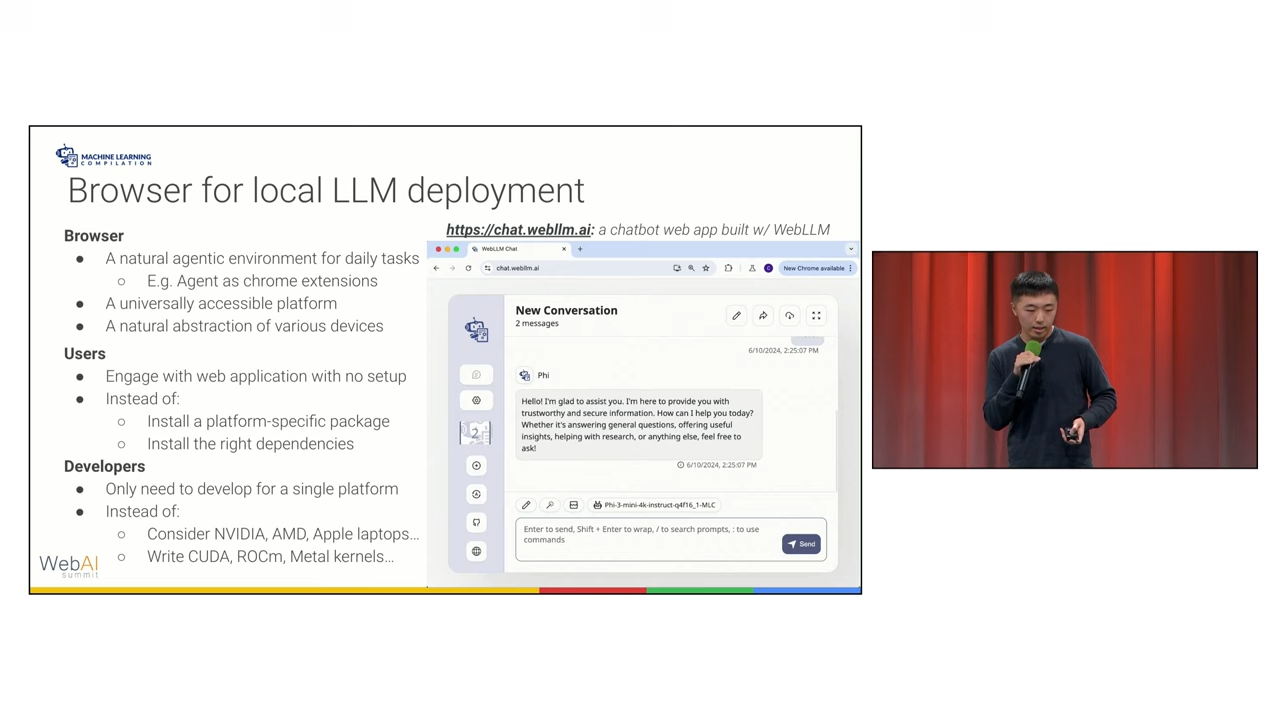 MACHINE LEARNING
COMPILATION
Browser for local LLM deployment
Browser
● A natural agentic environment for daily tasks
○ E.g. Agent as chrome extensions
● A universally accessible platform
● A natural abstraction of various devices
Users
● Engage with web application with no setup
● Instead of:
○ Install a platform-specific package
○ Install the right dependencies
Developers
● Only need to develop for a single platform
● Instead of:
○ Consider NVIDIA, AMD, Apple laptops…
○ Write CUDA, ROCm, Metal kernels…
WebAI
summit
https://chat.webllm.ai: a chatbot web app built w/ WebLLM
WebLLM Chat
chat.webllm.ai
C
New Chrome available
New Conversation
2 messages
6/10/2024, 2:25:07 PM
Phi
Hello! I'm glad to assist you. I'm here to provide you with
trustworthy and secure information. How can I help you today?
Whether it's answering general questions, offering useful
insights, helping with research, or anything else, feel free to
ask!
6/10/2024, 2:25:07 PM
2
Phi-3-mini-4k-instruct-q4f16_1-MLC
Enter to send, Shift + Enter to wrap, / to search prompts, : to use
commands
Send